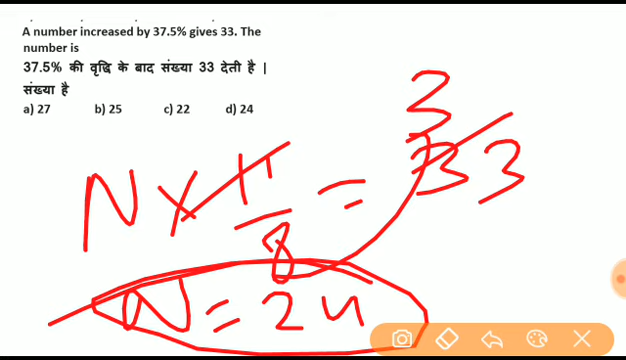 A number increased by 37.5% gives 33. The
number is
37.5% की वृद्धि के बाद संख्या 33 देती है |
संख्या है
a) 27 b) 25 c) 22 d) 24
3
N × 11/8 = 33
N = 24